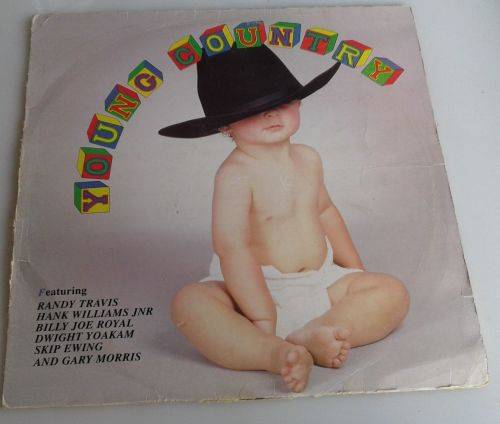 YOUNG COUNTRY
Featuring
RANDY TRAVIS
HANK WILLIAMS JNR
BILLY JOE ROYAL
DWIGHT YOAKAM
SKIP EWING
AND GARY MORRIS